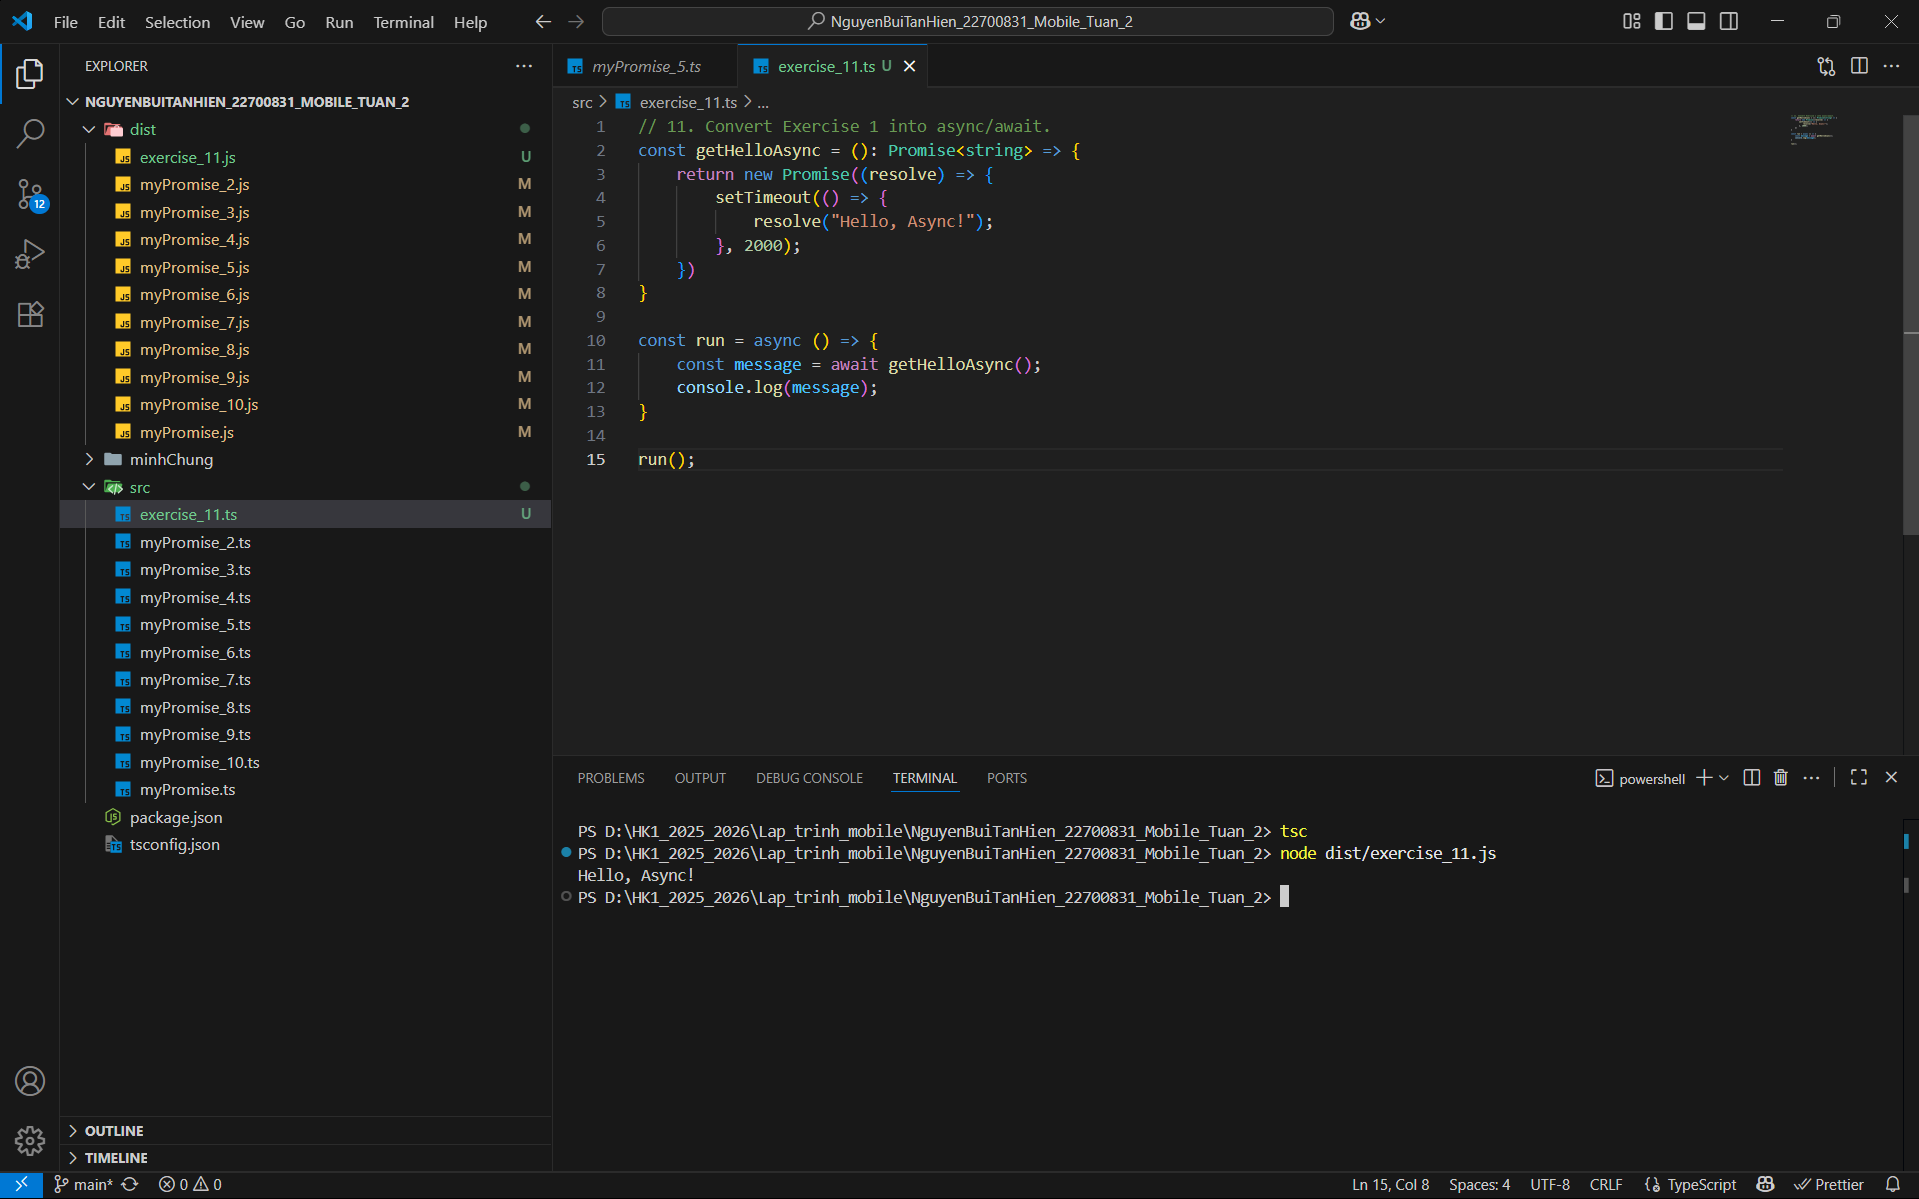 File Edit Selection View Go Run Terminal Help
NguyenBuiTanHien_22700831_Mobile_Tuan_2
EXPLORER
NGUYENBUITANHIEN_22700831_MOBILE_TUAN_2
dist
exercise_11.js U
myPromise_2.js M
myPromise_3.js M
myPromise_4.js M
myPromise_5.js M
myPromise_6.js M
myPromise_7.js M
myPromise_8.js M
myPromise_9.js M
myPromise_10.js M
myPromise.js M
minhChung
src
exercise_11.ts U
myPromise_2.ts
myPromise_3.ts
myPromise_4.ts
myPromise_5.ts
myPromise_6.ts
myPromise_7.ts
myPromise_8.ts
myPromise_9.ts
myPromise_10.ts
myPromise.ts
package.json
tsconfig.json
OUTLINE
TIMELINE
12
myPromise_5.ts
exercise_11.ts U
src > exercise_11.ts > ...
1 // 11. Convert Exercise 1 into async/await.
2 const getHelloAsync = (): Promise<string> => {
3 return new Promise((resolve) => {
4 setTimeout(() => {
5 resolve("Hello, Async!");
6 }, 2000);
7 })
8 }
9
10 const run = async () => {
11 const message = await getHelloAsync();
12 console.log(message);
13 }
14
15 run();
PROBLEMS OUTPUT DEBUG CONSOLE TERMINAL PORTS
powershell
PS D:\HK1_2025_2026\Lap_trinh_mobile\NguyenBuiTanHien_22700831_Mobile_Tuan_2> tsc
PS D:\HK1_2025_2026\Lap_trinh_mobile\NguyenBuiTanHien_22700831_Mobile_Tuan_2> node dist/exercise_11.js
Hello, Async!
PS D:\HK1_2025_2026\Lap_trinh_mobile\NguyenBuiTanHien_22700831_Mobile_Tuan_2>
main* 0 0
Ln 15, Col 8 Spaces: 4 UTF-8 CRLF TypeScript Prettier